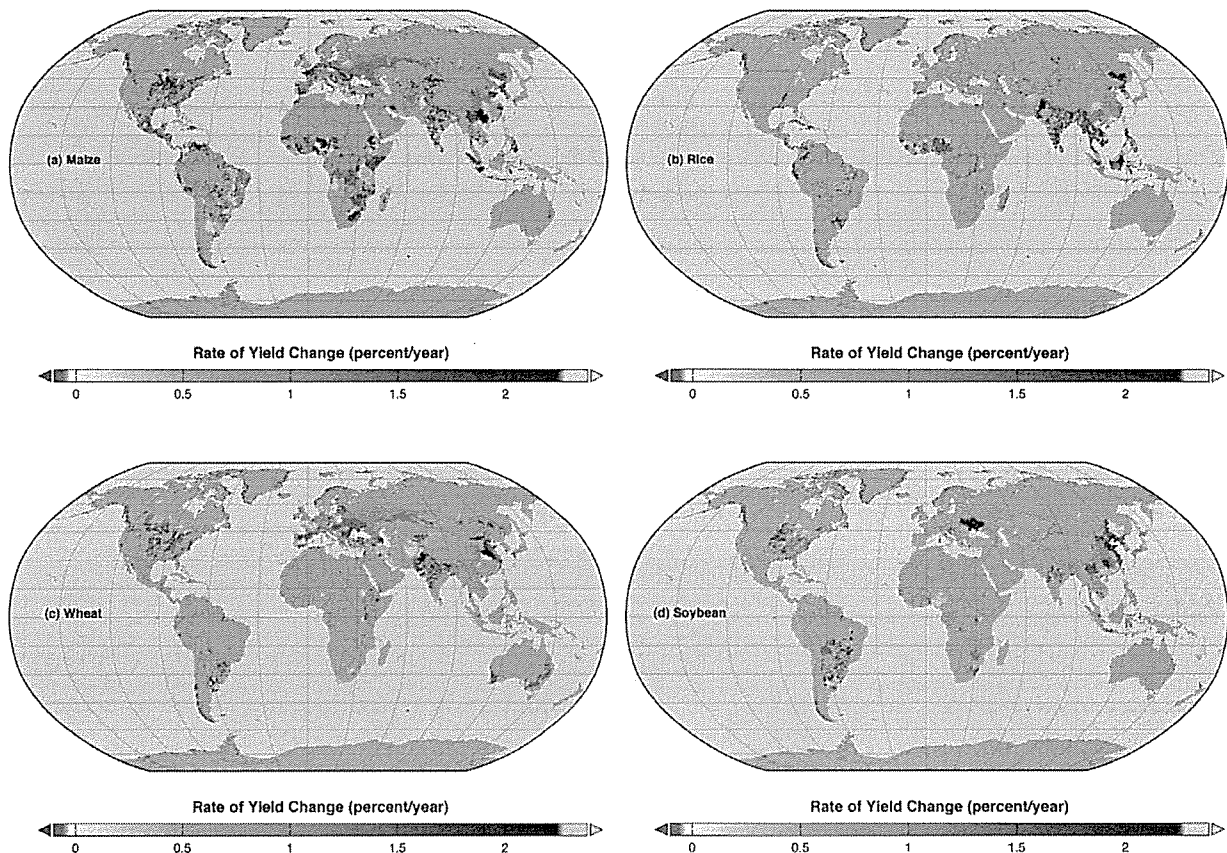 (a) Maize
(b) Rice
Rate of Yield Change (percent/year)
0 0.5 1 1.5 2
Rate of Yield Change (percent/year)
0 0.5 1 1.5 2
(c) Wheat
(d) Soybean
Rate of Yield Change (percent/year)
0 0.5 1 1.5 2
Rate of Yield Change (percent/year)
0 0.5 1 1.5 2